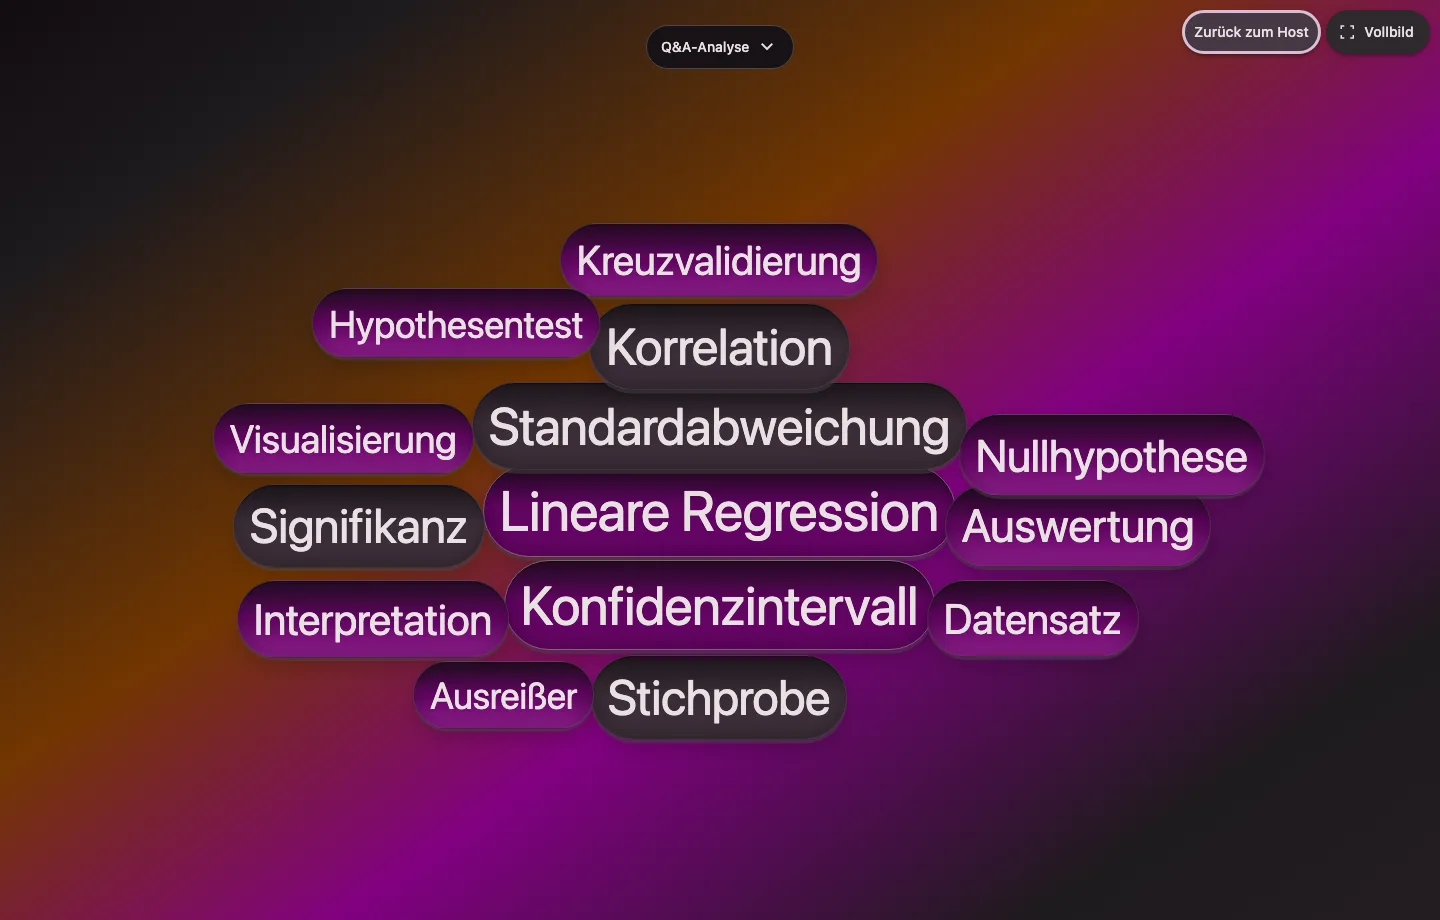 Q&A-Analyse
Zurück zum Host
Vollbild
Kreuzvalidierung
Hypothesentest
Korrelation
Standardabweichung
Visualisierung
Nullhypothese
Lineare Regression
Signifikanz
Auswertung
Konfidenzintervall
Interpretation
Datensatz
Ausreißer
Stichprobe